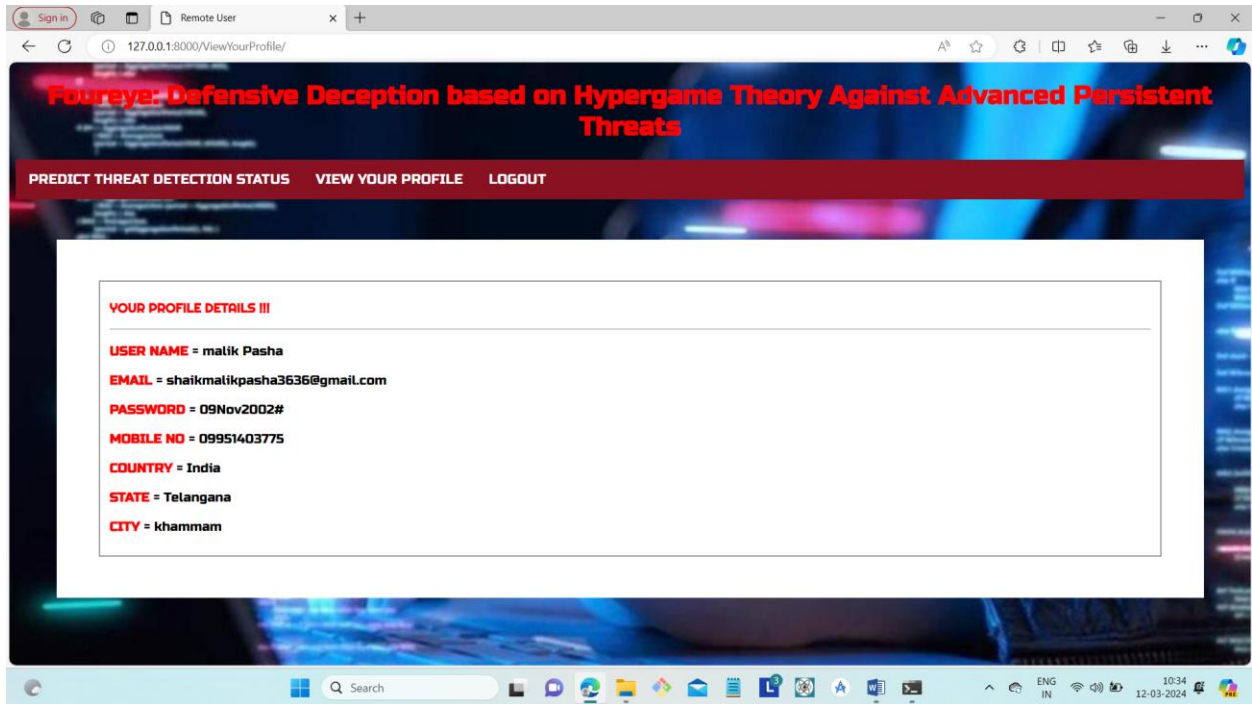 Sign in
Remote User
127.0.0.1:8000/ViewYourProfile/
Foureye: Defensive Deception based on Hypergame Theory Against Advanced Persistent
Threats
PREDICT THREAT DETECTION STATUS VIEW YOUR PROFILE LOGOUT
YOUR PROFILE DETAILS !!!
USER NAME = malik Pasha
EMAIL = shaikmalikpasha3636@gmail.com
PASSWORD = 09Nov2002#
MOBILE NO = 09951403775
COUNTRY = India
STATE = Telangana
CITY = khammam
Search
ENG
IN
10:34
12-03-2024